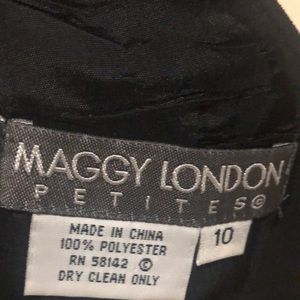 MAGGY LONDON
PETITES©
10
MADE IN CHINA
100% POLYESTER
RN 58142 ©
DRY CLEAN ONLY